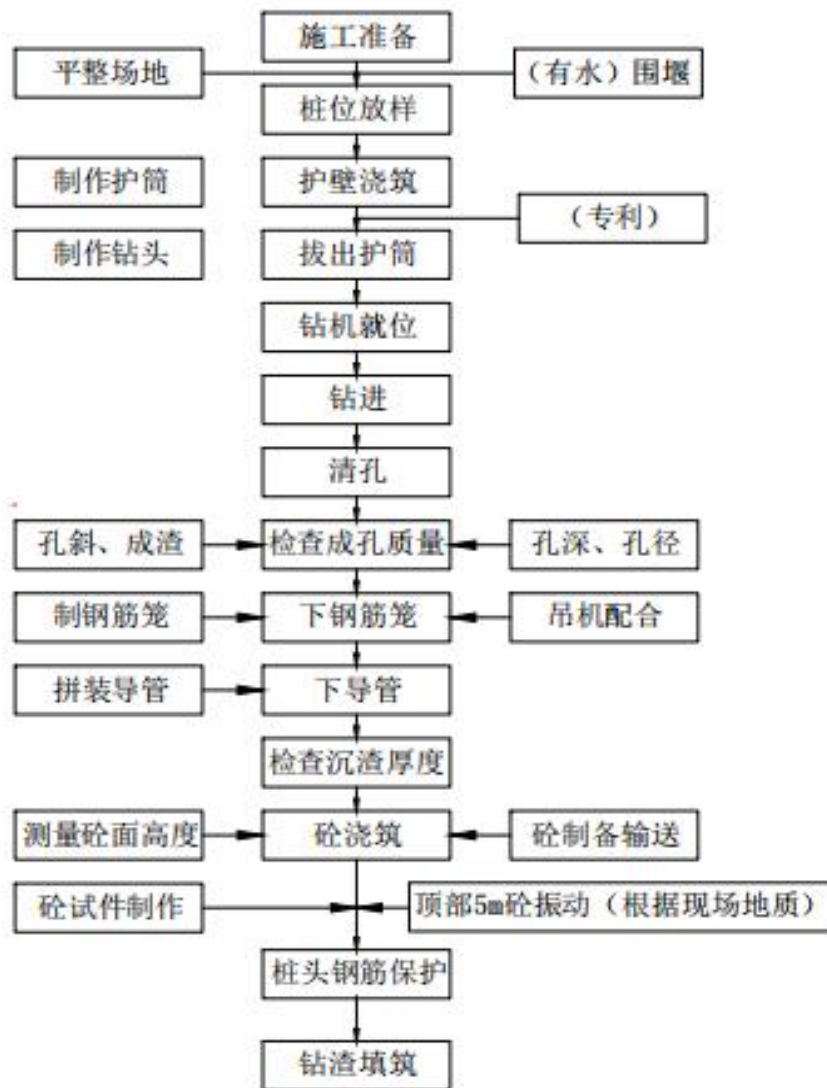 施工准备
平整场地
（有水）围堰
桩位放样
制作护筒
护壁浇筑
（专利）
制作钻头
拔出护筒
钻机就位
钻进
清孔
孔斜、成渣
检查成孔质量
孔深、孔径
制钢筋笼
下钢筋笼
吊机配合
拼装导管
下导管
检查沉渣厚度
测量砼面高度
砼浇筑
砼制备输送
砼试件制作
顶部5m砼振动（根据现场地质）
桩头钢筋保护
钻渣填筑